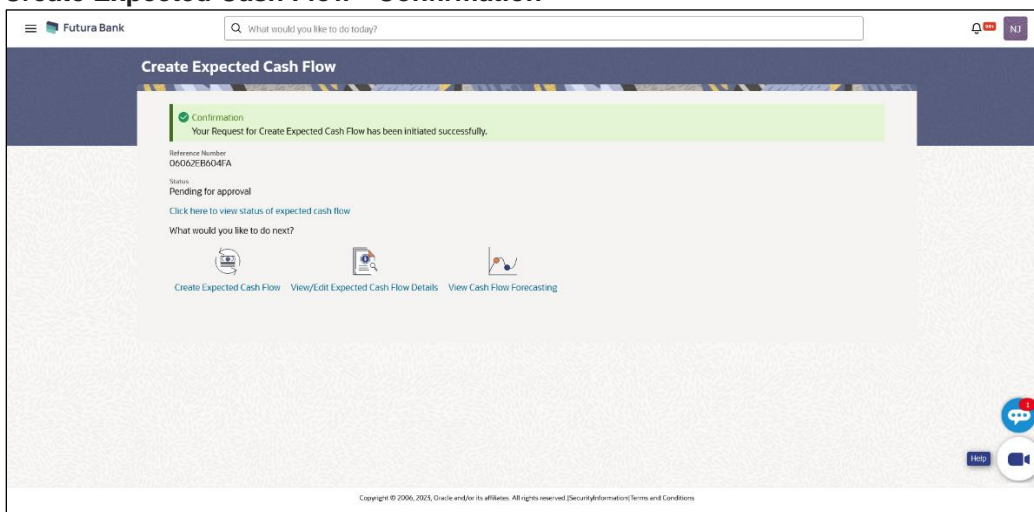 Create Expected Cash Flow - Confirmation
Futura Bank
What would you like to do today?
NJ
Create Expected Cash Flow
Confirmation
Your Request for Create Expected Cash Flow has been initiated successfully.
Reference Number
06062EB604FA
Status
Pending for approval
Click here to view status of expected cash flow
What would you like to do next?
Create Expected Cash Flow View/Edit Expected Cash Flow Details View Cash Flow Forecasting
1
Help
Copyright © 2006, 2023, Oracle and/or its affiliates. All rights reserved.|SecurityInformation|Terms and Conditions